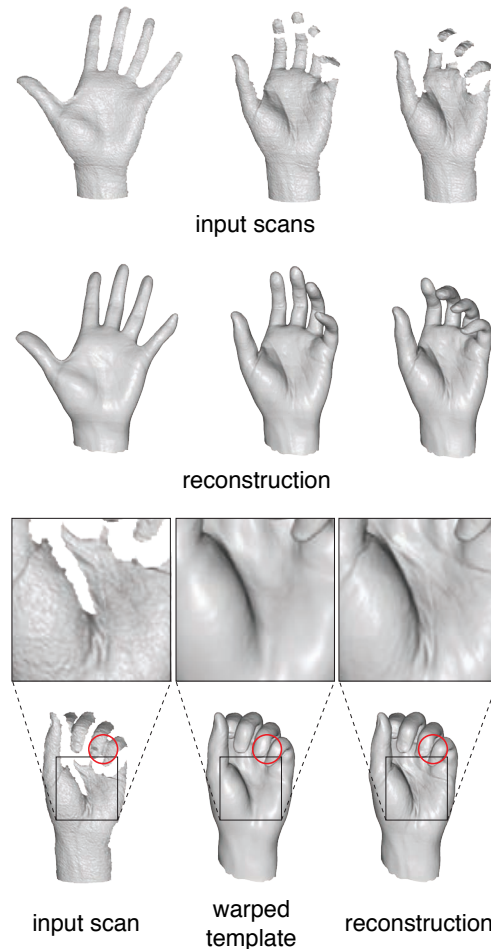 input scans
reconstruction
input scan
warped
template
reconstruction